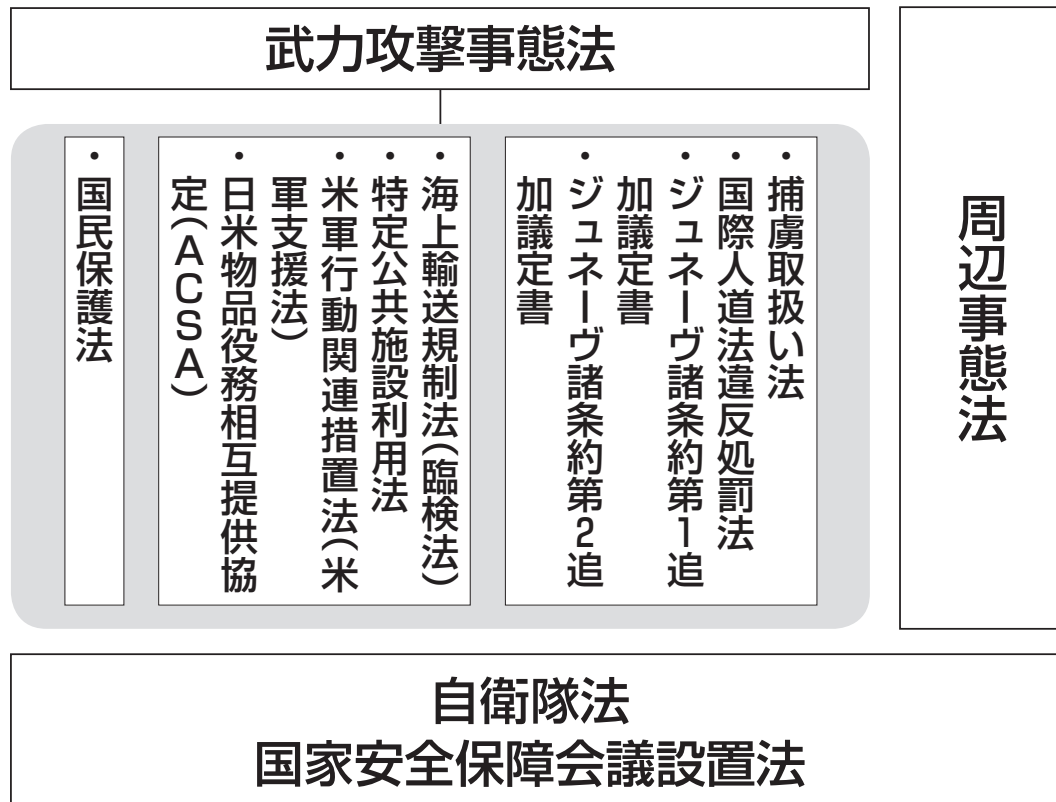 武力攻撃事態法
周辺事態法
・捕虜取扱い法
・国際人道法違反処罰法
・ジュネーヴ諸条約第1追
加議定書
・ジュネーヴ諸条約第2追
加議定書
・海上輸送規制法(臨検法)
・特定公共施設利用法
・米軍行動関連措置法(米
軍支援法)
・日米物品役務相互提供協
定(ACSA)
・国民保護法
自衛隊法
国家安全保障会議設置法